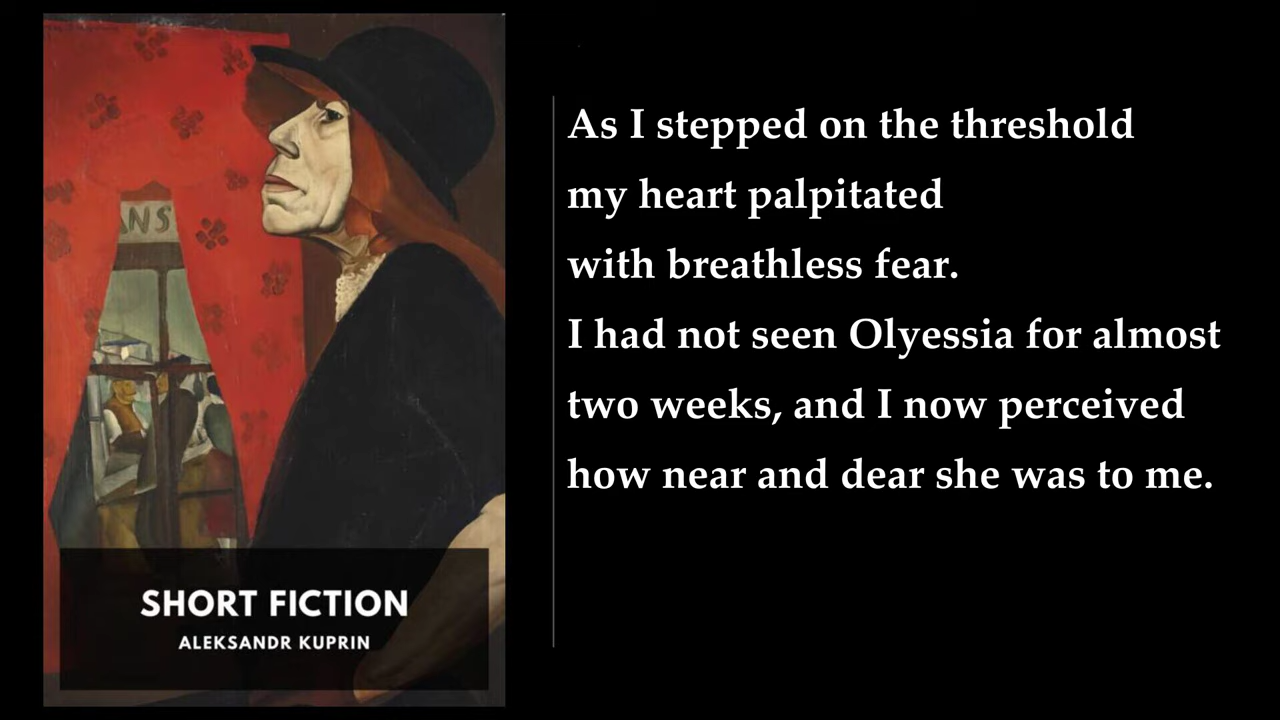 ANS
SHORT FICTION
ALEKSANDR KUPRIN
As I stepped on the threshold
my heart palpitated
with breathless fear.
I had not seen Olyessia for almost
two weeks, and I now perceived
how near and dear she was to me.